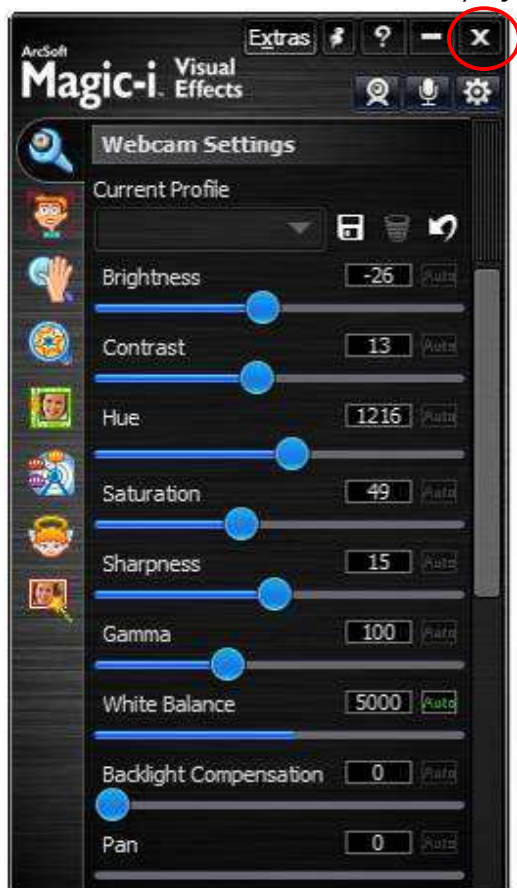 Extras ? X
ArcSoft
Magic-i. Visual
Effects
Webcam Settings
Current Profile
Brightness -26 Auto
Contrast 13 Auto
Hue 1216 Auto
Saturation 49 Auto
Sharpness 15 Auto
Gamma 100 Auto
White Balance 5000 Auto
Backlight Compensation 0 Auto
Pan 0 Auto